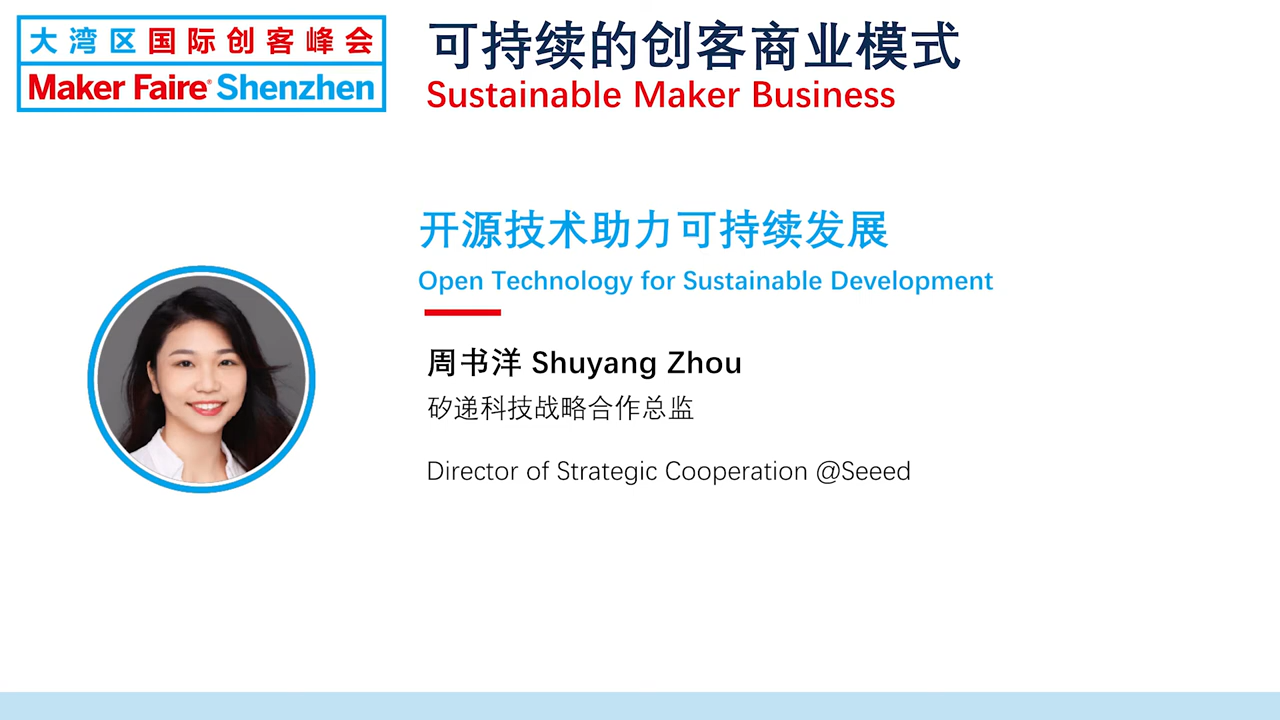 大湾区国际创客峰会
Maker Faire® Shenzhen
可持续的创客商业模式
Sustainable Maker Business
开源技术助力可持续发展
Open Technology for Sustainable Development
周书洋 Shuyang Zhou
矽递科技战略合作总监
Director of Strategic Cooperation @Seeed